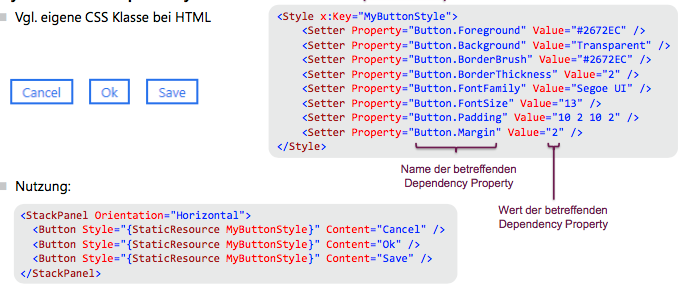 Vgl. eigene CSS Klasse bei HTML
Cancel
Ok
Save
<Style x:Key="MyButtonStyle">
<Setter Property="Button.Foreground" Value="#2672EC" />
<Setter Property="Button.Background" Value="Transparent" />
<Setter Property="Button.BorderBrush" Value="#2672EC" />
<Setter Property="Button.BorderThickness" Value="2" />
<Setter Property="Button.FontFamily" Value="Segoe UI" />
<Setter Property="Button.FontSize" Value="13" />
<Setter Property="Button.Padding" Value="10 2 10 2" />
<Setter Property="Button.Margin" Value="2" />
</Style>
Name der betreffenden
Dependency Property
Wert der betreffenden
Dependency Property
Nutzung:
<StackPanel Orientation="Horizontal">
<Button Style="{StaticResource MyButtonStyle}" Content="Cancel" />
<Button Style="{StaticResource MyButtonStyle}" Content="Ok" />
<Button Style="{StaticResource MyButtonStyle}" Content="Save" />
</StackPanel>